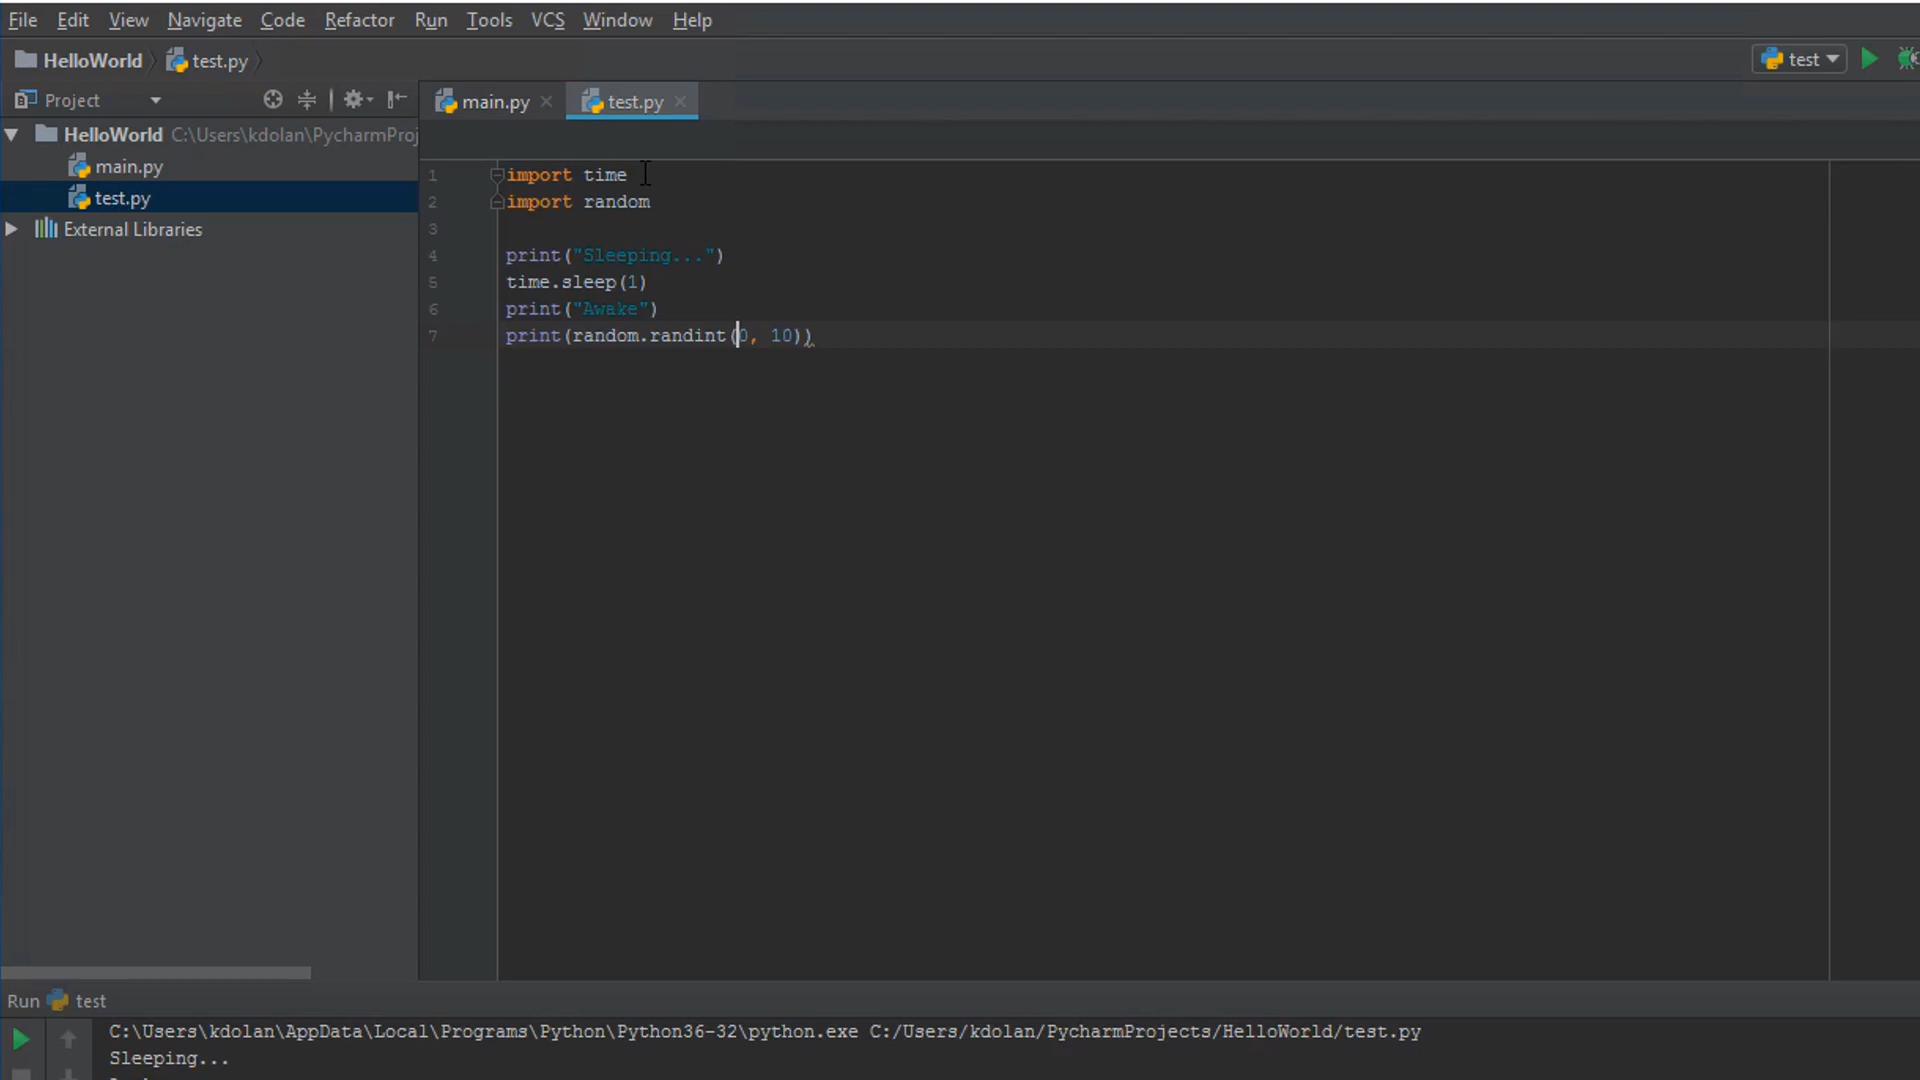 File Edit View Navigate Code Refactor Run Tools VCS Window Help
HelloWorld test.py test
Project main.py test.py
HelloWorld C:\Users\kdolan\PycharmProj
main.py
test.py
External Libraries
1 import time
2 import random
3
4 print("Sleeping...")
5 time.sleep(1)
6 print("Awake")
7 print(random.randint(0, 10))
Run test
C:\Users\kdolan\AppData\Local\Programs\Python\Python36-32\python.exe C:/Users/kdolan/PycharmProjects/HelloWorld/test.py
Sleeping...